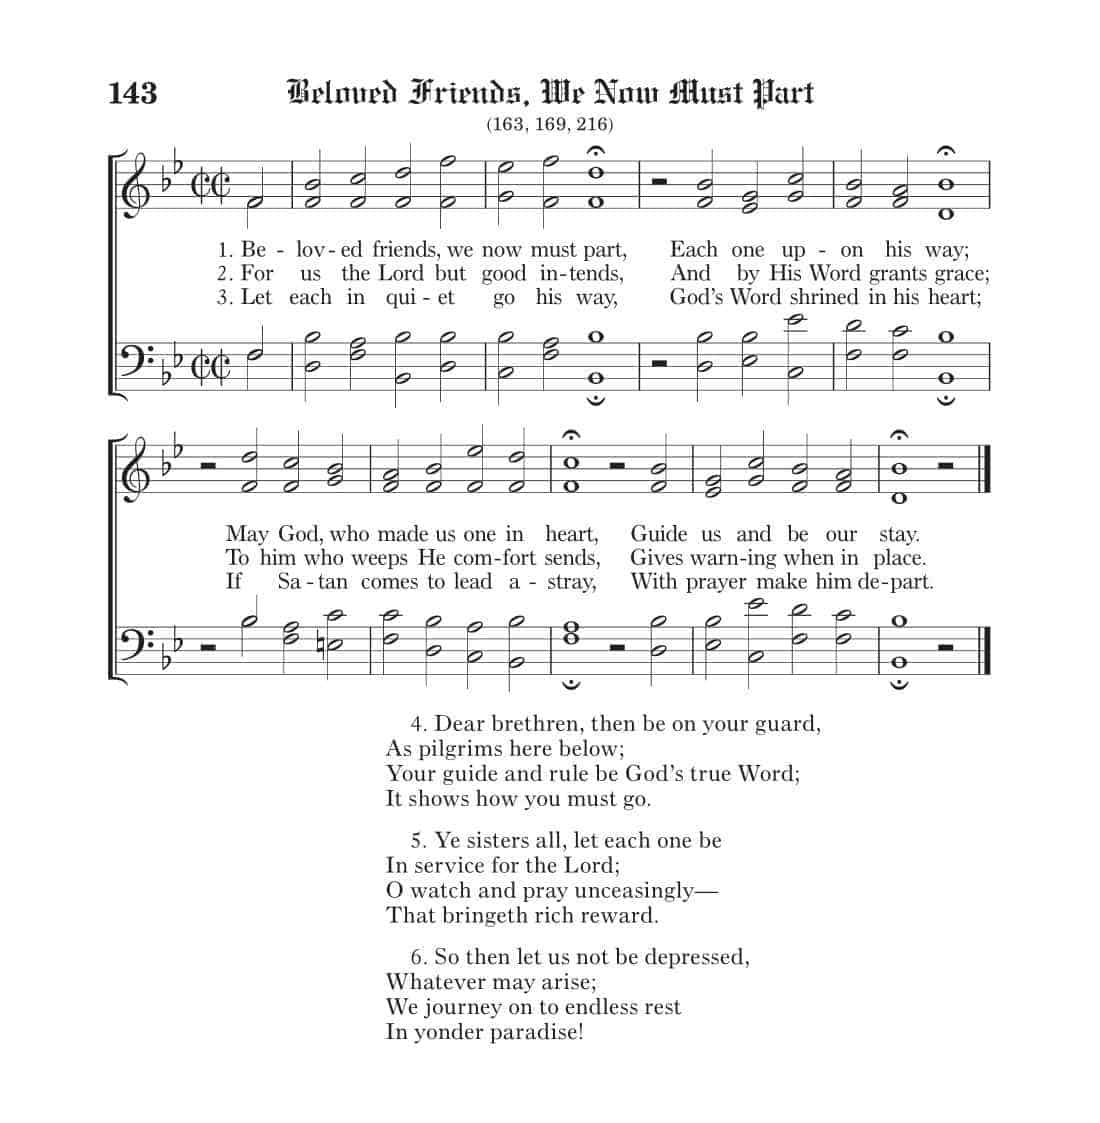 143 Beloved Friends, We Now Must Part
(163, 169, 216)
1. Be - lov - ed friends, we now must part, Each one up - on his way;
2. For us the Lord but good in - tends, And by His Word grants grace;
3. Let each in qui - et go his way, God's Word shrined in his heart;
May God, who made us one in heart, Guide us and be our stay.
To him who weeps He com - fort sends, Gives warn - ing when in place.
If Sa - tan comes to lead a - stray, With prayer make him de - part.
4. Dear brethren, then be on your guard,
As pilgrims here below;
Your guide and rule be God's true Word;
It shows how you must go.
5. Ye sisters all, let each one be
In service for the Lord;
O watch and pray unceasingly—
That bringeth rich reward.
6. So then let us not be depressed,
Whatever may arise;
We journey on to endless rest
In yonder paradise!